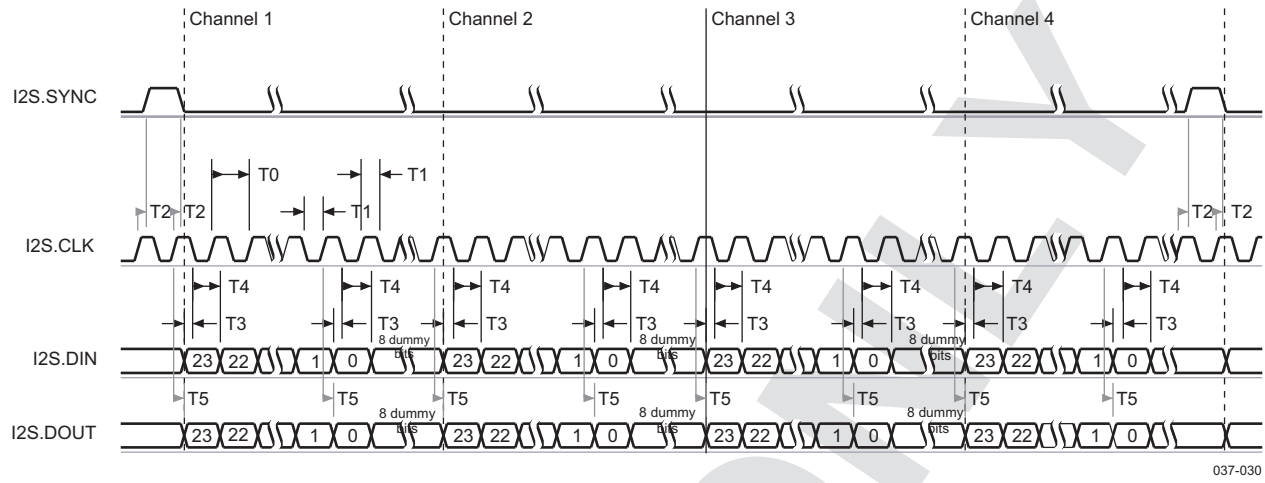 Channel 1 Channel 2 Channel 3 Channel 4
I2S.SYNC
T0 T1
T2 T2 T1 T2 T2
I2S.CLK
T4 T4 T4 T4 T4 T4 T4 T4
T3 T3 T3 T3 T3 T3 T3 T3
8 dummy bits 8 dummy bits 8 dummy bits
I2S.DIN 23 22 1 0 23 22 1 0 23 22 1 0 23 22 1 0
T5 T5 T5 T5 T5 T5 T5 T5
8 dummy bits 8 dummy bits 8 dummy bits
I2S.DOUT 23 22 1 0 23 22 1 0 23 22 1 0 23 22 1 0
037-030